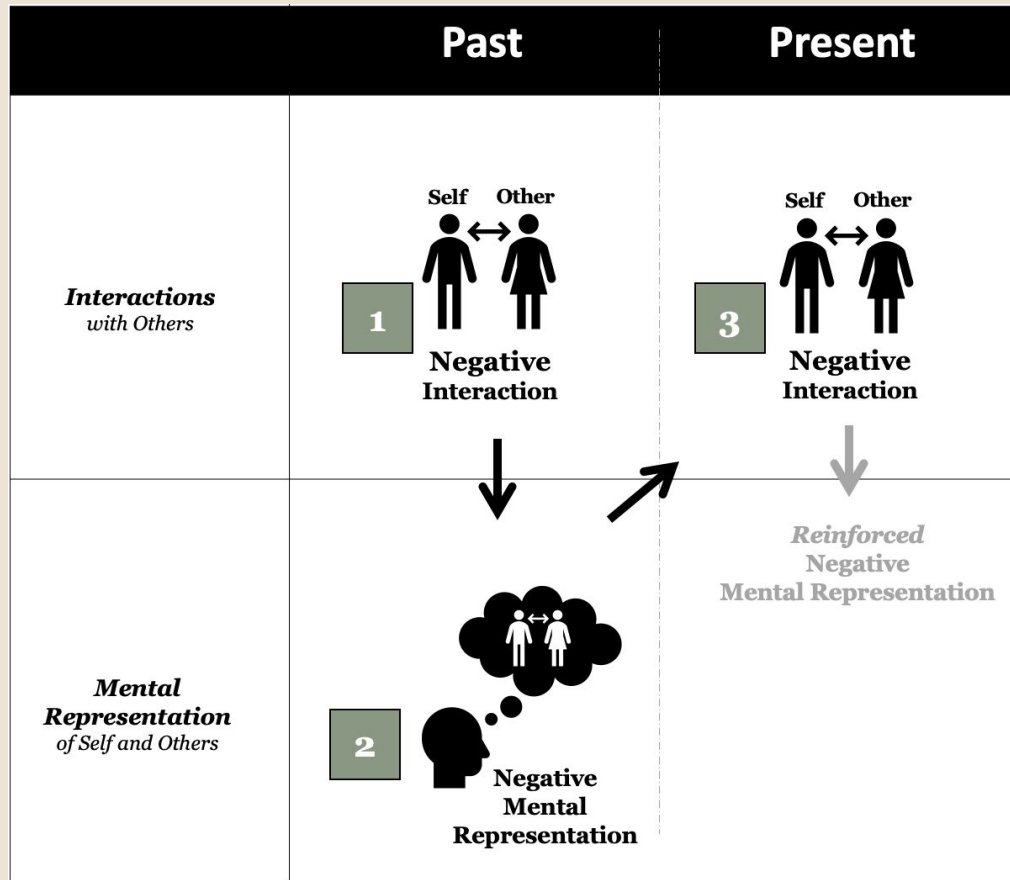 Past
Present
Self Other
Self Other
Interactions
with Others
1
3
Negative
Interaction
Negative
Interaction
Reinforced
Negative
Mental Representation
Mental
Representation
of Self and Others
2
Negative
Mental
Representation